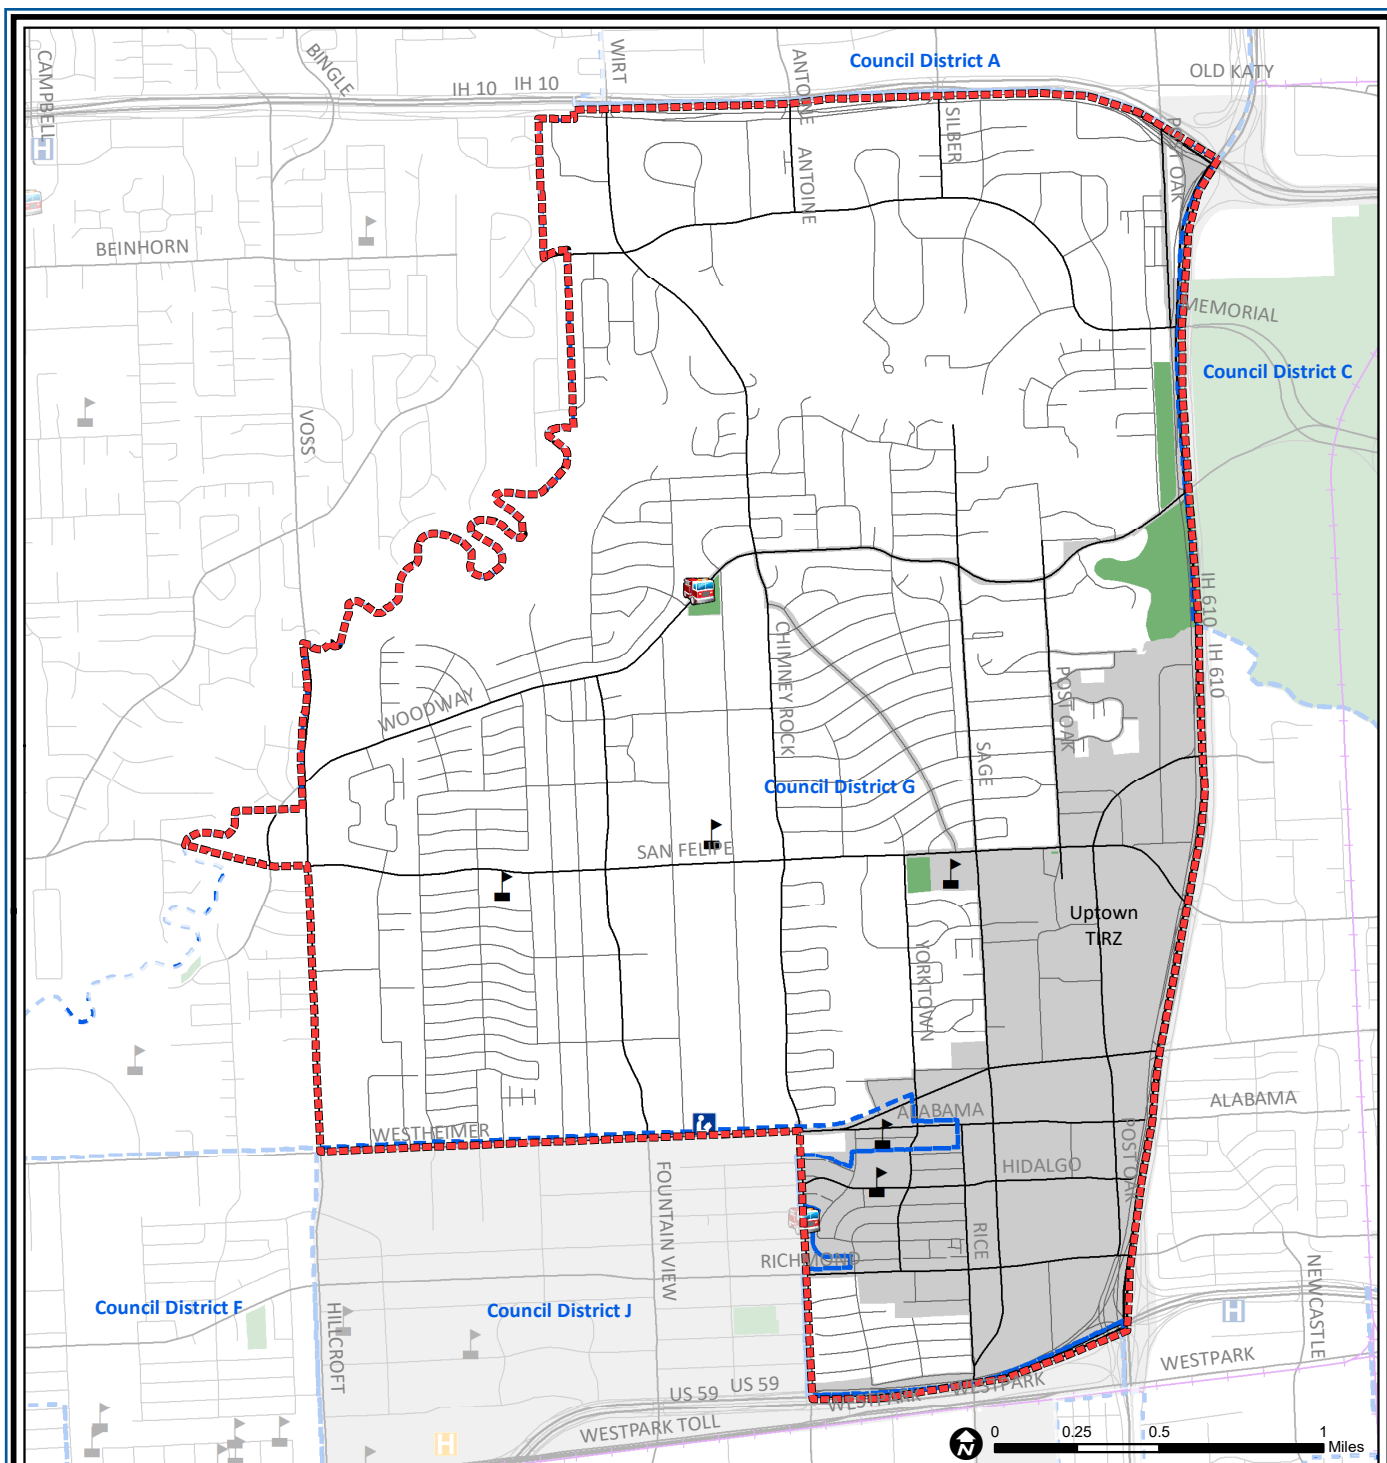 Council District A
OLD KATY
CAMPBELL
BINGLE
IH 10
IH 10
WIRT
ANTOINE
ANTOINE
SILBER
POST OAK
H
BEINHORN
MEMORIAL
Council District C
VOSS
IH 610
IH 610
CHIMNEY ROCK
WOODWAY
POST OAK
SAGE
Council District G
SAN FELIPE
Uptown
TIRZ
YORKTOWN
ALABAMA
ALABAMA
WESTHEIMER
POST OAK
HIDALGO
FOUNTAIN VIEW
RICE
RICHMOND
NEWCASTLE
Council District F
Council District J
HILLCROFT
H
WESTPARK
US 59
US 59
WESTPARK
WESTPARK
WESTPARK TOLL
H
N
0
0.25
0.5
1
Miles